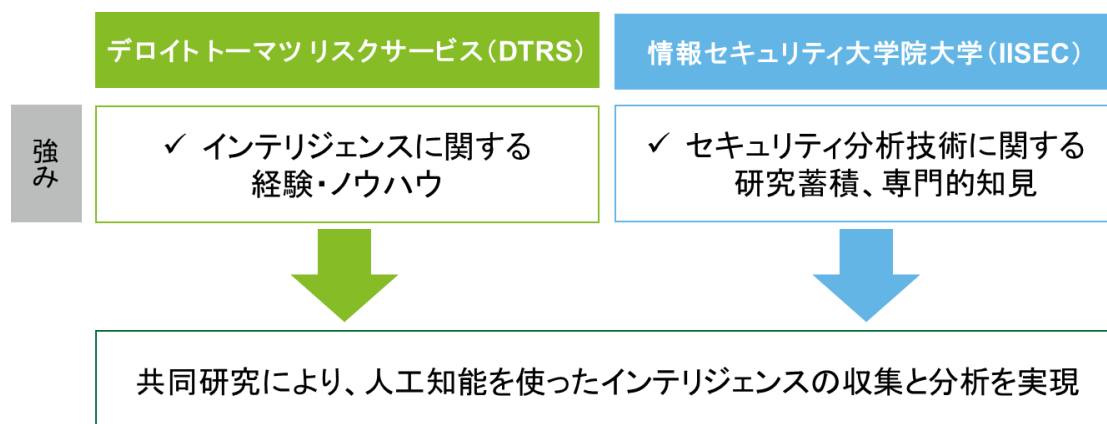 デロイト トーマツ リスクサービス（DTRS）
情報セキュリティ大学院大学（IISEC）
強み
✓ インテリジェンスに関する
経験・ノウハウ
✓ セキュリティ分析技術に関する
研究蓄積、専門的知見
共同研究により、人工知能を使ったインテリジェンスの収集と分析を実現